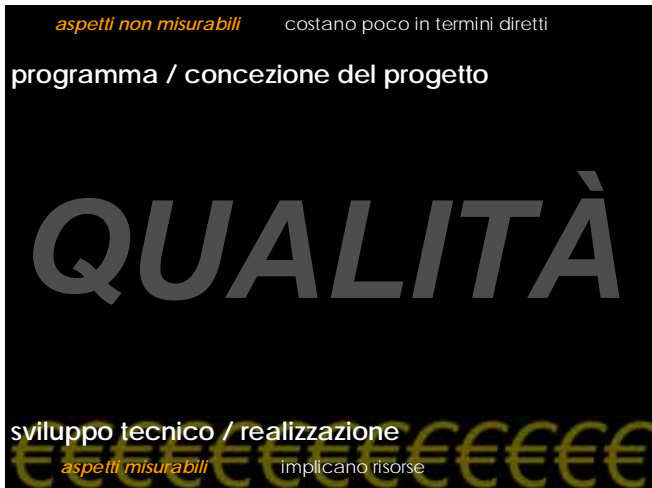 aspetti non misurabili costano poco in termini diretti
programma / concezione del progetto
QUALITÀ
sviluppo tecnico / realizzazione
€€€€€€€€€€€€€€
aspetti misurabili implicano risorse